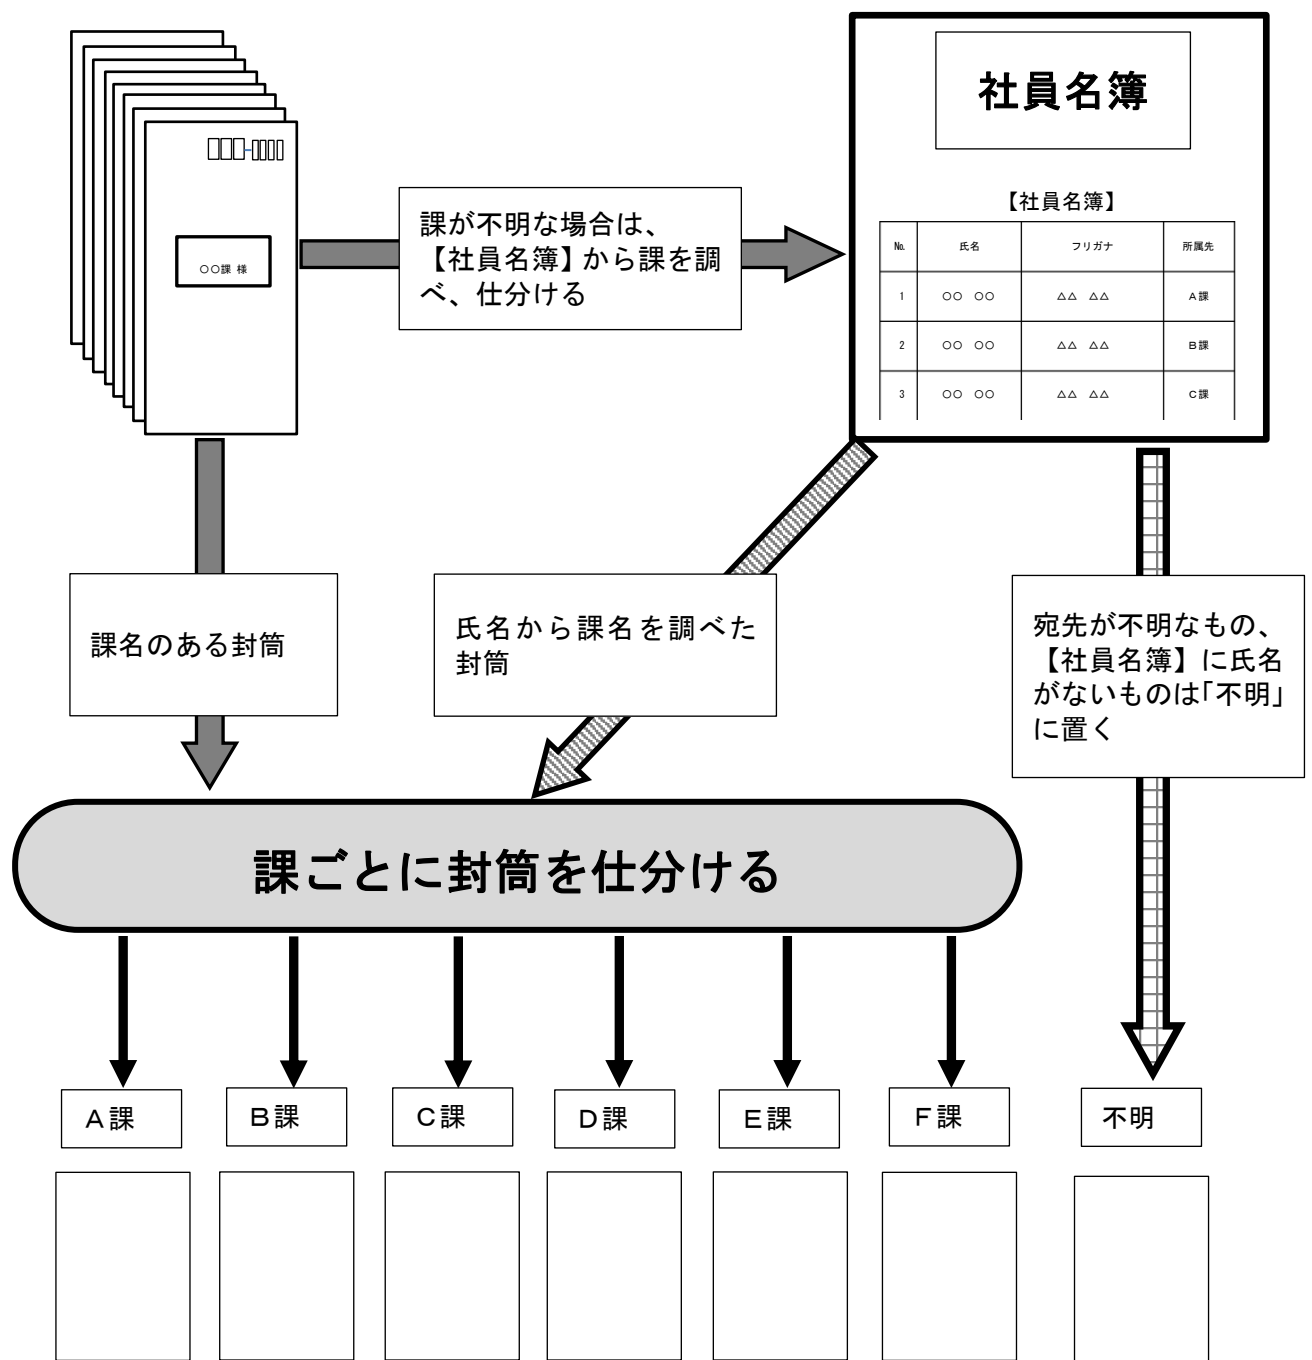 社員名簿
【社員名簿】
№ 氏名 フリガナ 所属先
1 ○○ ○○ △△ △△ A課
2 ○○ ○○ △△ △△ B課
3 ○○ ○○ △△ △△ C課
○○課 様
課が不明な場合は、
【社員名簿】から課を調
べ、仕分ける
課名のある封筒
氏名から課名を調べた
封筒
宛先が不明なもの、
【社員名簿】に氏名
がないものは「不明」
に置く
課ごとに封筒を仕分ける
A課 B課 C課 D課 E課 F課 不明